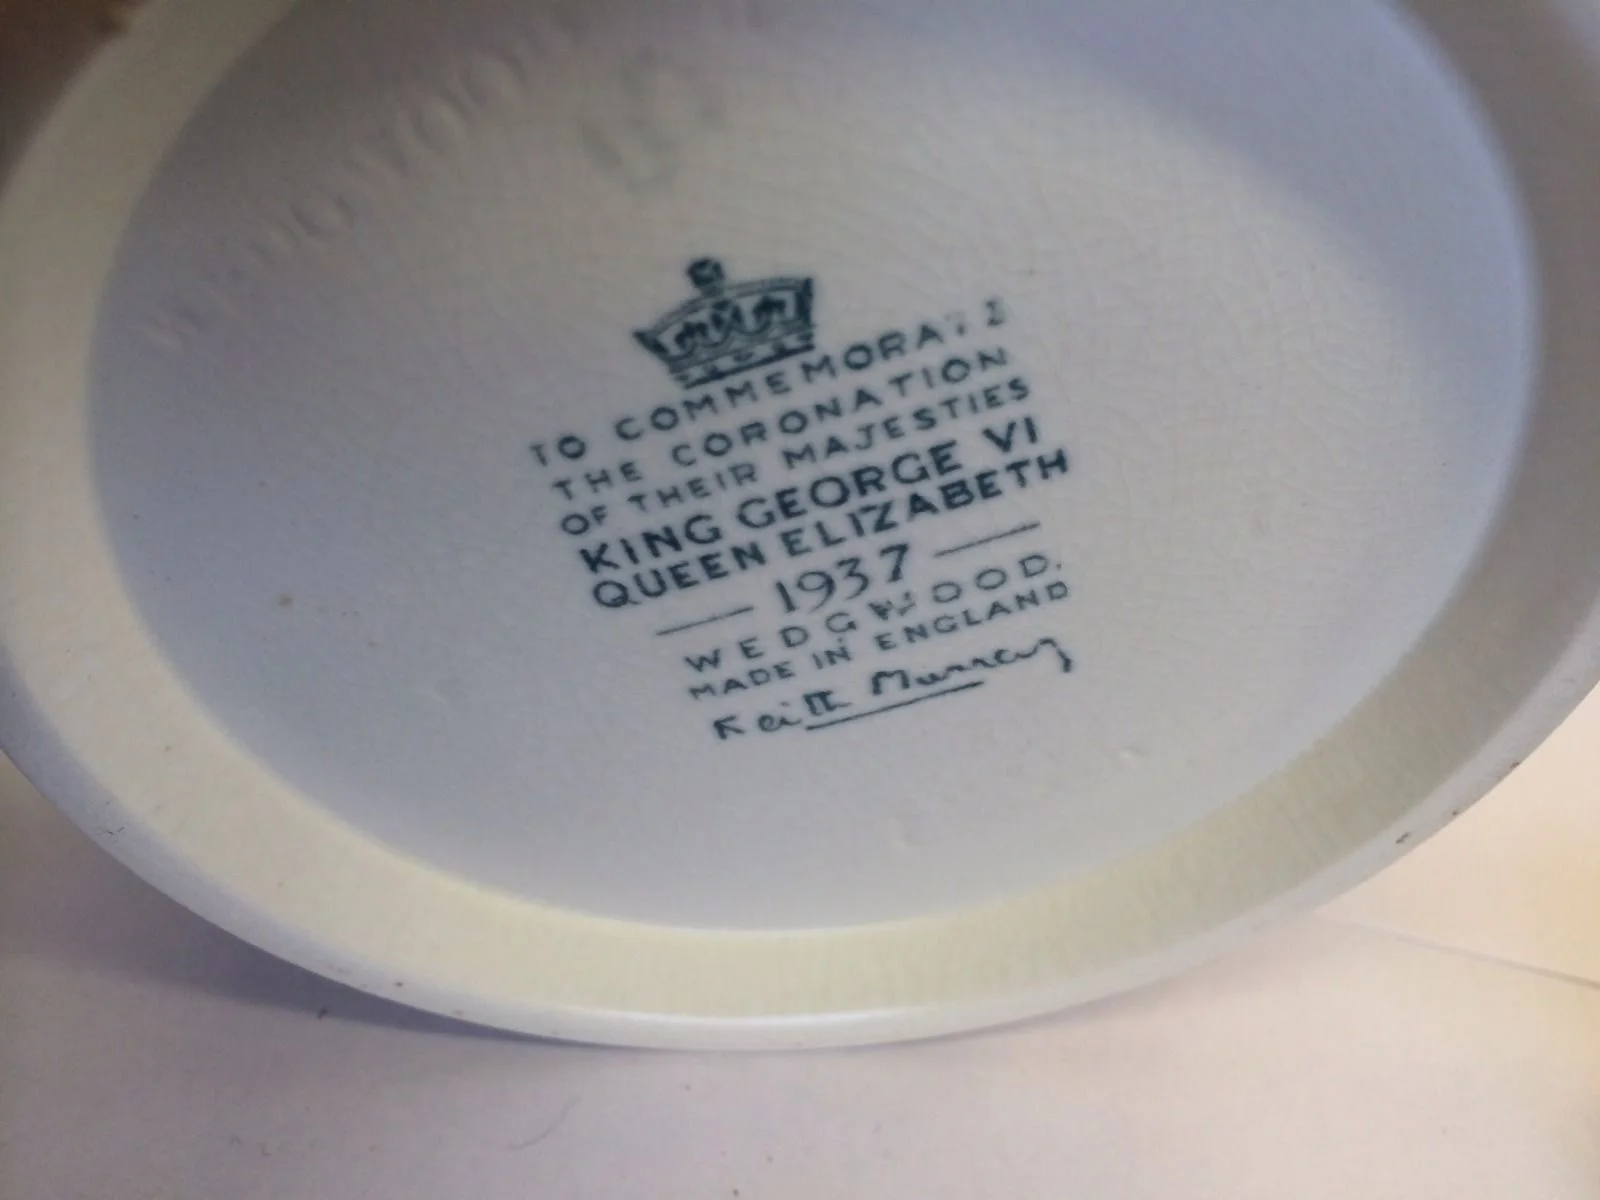 WEDGWOOD
TO COMMEMORATE
THE CORONATION
OF THEIR MAJESTIES
KING GEORGE VI
QUEEN ELIZABETH
1937
WEDGWOOD.
MADE IN ENGLAND
Keith Murray